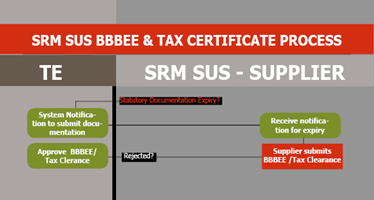 SRM SUS BBBEE & TAX CERTIFICATE PROCESS
TE
SRM SUS - SUPPLIER
Statutory Documentation Expiry?
System Notifica-
tion to submit docu-
mentation
Receive notifica-
tion for expiry
Approve BBBEE/
Tax Clerance
Rejected?
Supplier submits
BBBEE /Tax Clearance